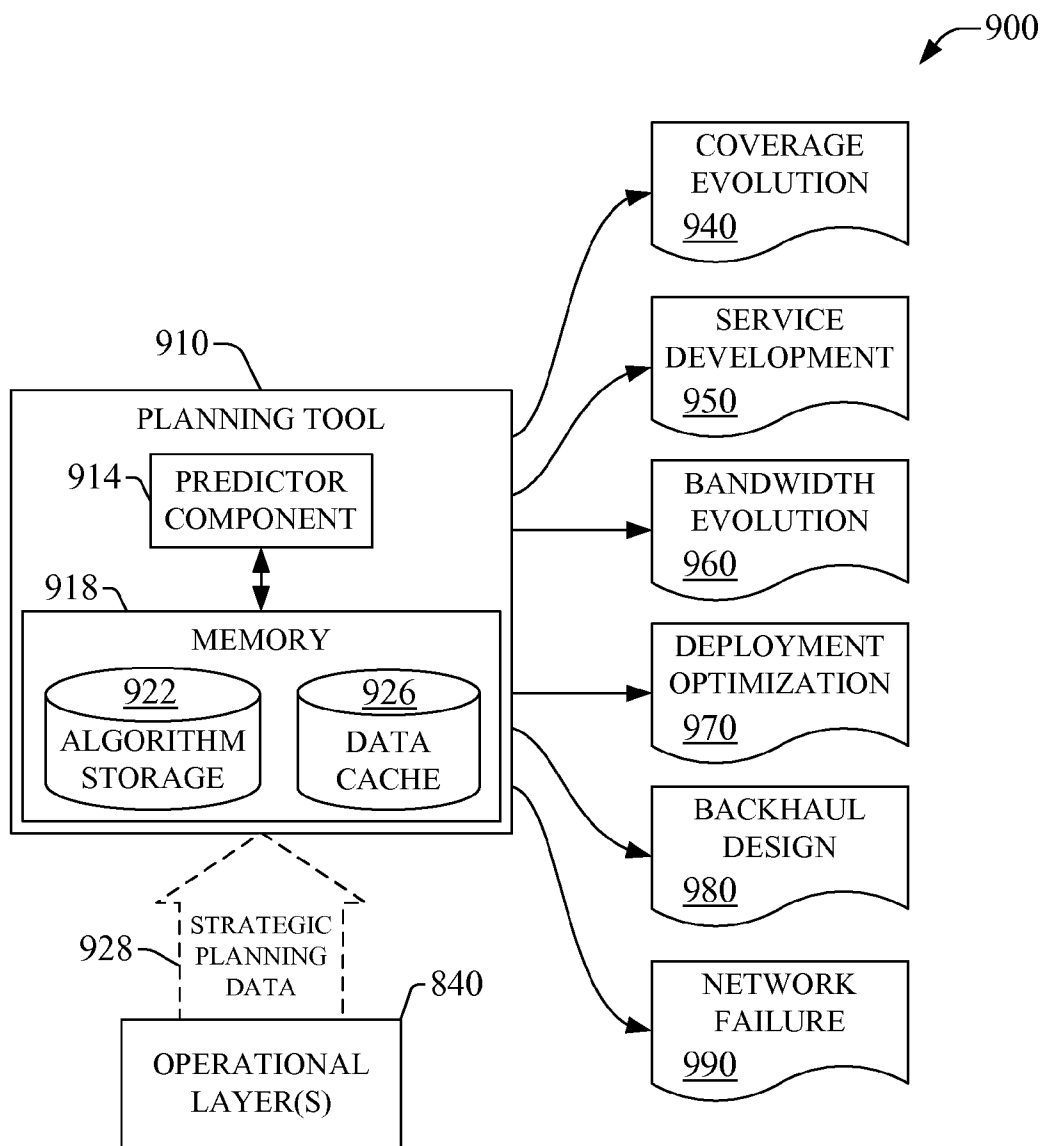 900
COVERAGE
EVOLUTION
940
SERVICE
DEVELOPMENT
950
910
PLANNING TOOL
914
PREDICTOR
COMPONENT
BANDWIDTH
EVOLUTION
960
918
MEMORY
922
ALGORITHM
STORAGE
926
DATA
CACHE
DEPLOYMENT
OPTIMIZATION
970
BACKHAUL
DESIGN
980
928
STRATEGIC
PLANNING
DATA
840
OPERATIONAL
LAYER(S)
NETWORK
FAILURE
990